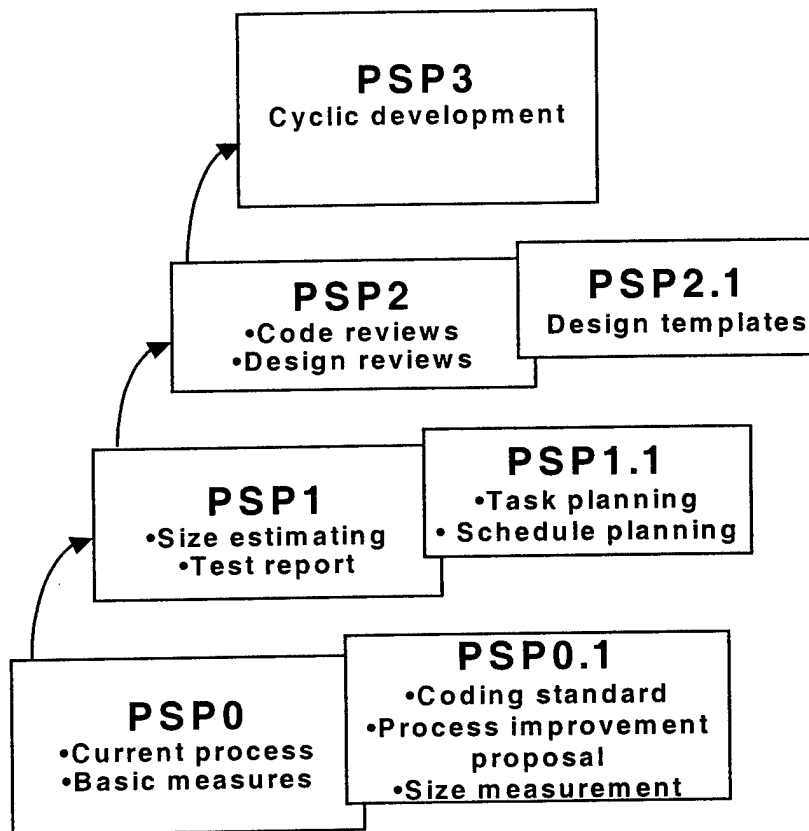 PSP3
Cyclic development
PSP2
•Code reviews
•Design reviews
PSP2.1
Design templates
PSP1
•Size estimating
•Test report
PSP1.1
•Task planning
• Schedule planning
PSP0
•Current process
•Basic measures
PSP0.1
•Coding standard
•Process improvement
proposal
•Size measurement